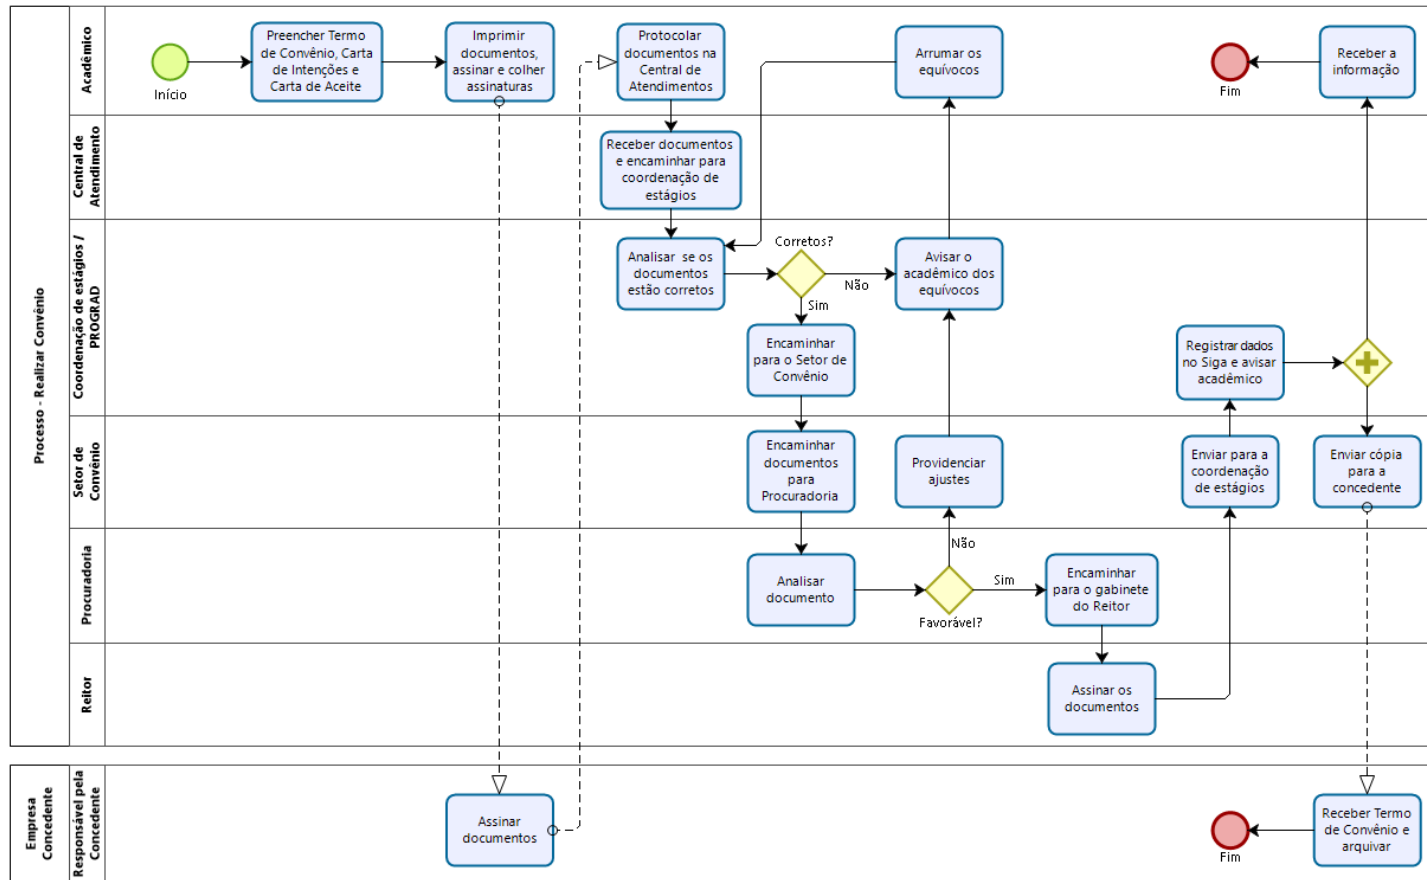 Processo - Realizar Convênio
Acadêmico
Início
Preencher Termo
de Convênio, Carta
de Intenções e
Carta de Aceite
Imprimir
documentos,
assinar e colher
assinaturas
Protocolar
documentos na
Central de
Atendimentos
Arrumar os
equívocos
Fim
Receber a
informação
Central de
Atendimento
Receber documentos
e encaminhar para
coordenação de
estágios
Coordenação de estágios /
PROGRAD
Analisar se os
documentos
estão corretos
Corretos?
Não
Sim
Avisar o
acadêmico dos
equívocos
Encaminhar
para o Setor de
Convênio
Registrar dados
no Siga e avisar
acadêmico
Setor de
Convênio
Encaminhar
documentos
para
Procuradoria
Providenciar
ajustes
Enviar para a
coordenação
de estágios
Enviar cópia
para a
concedente
Procuradoria
Analisar
documento
Não
Sim
Favorável?
Encaminhar
para o gabinete
do Reitor
Reitor
Assinar os
documentos
Empresa
Concedente
Responsável pela
Concedente
Assinar
documentos
Fim
Receber Termo
de Convênio e
arquivar